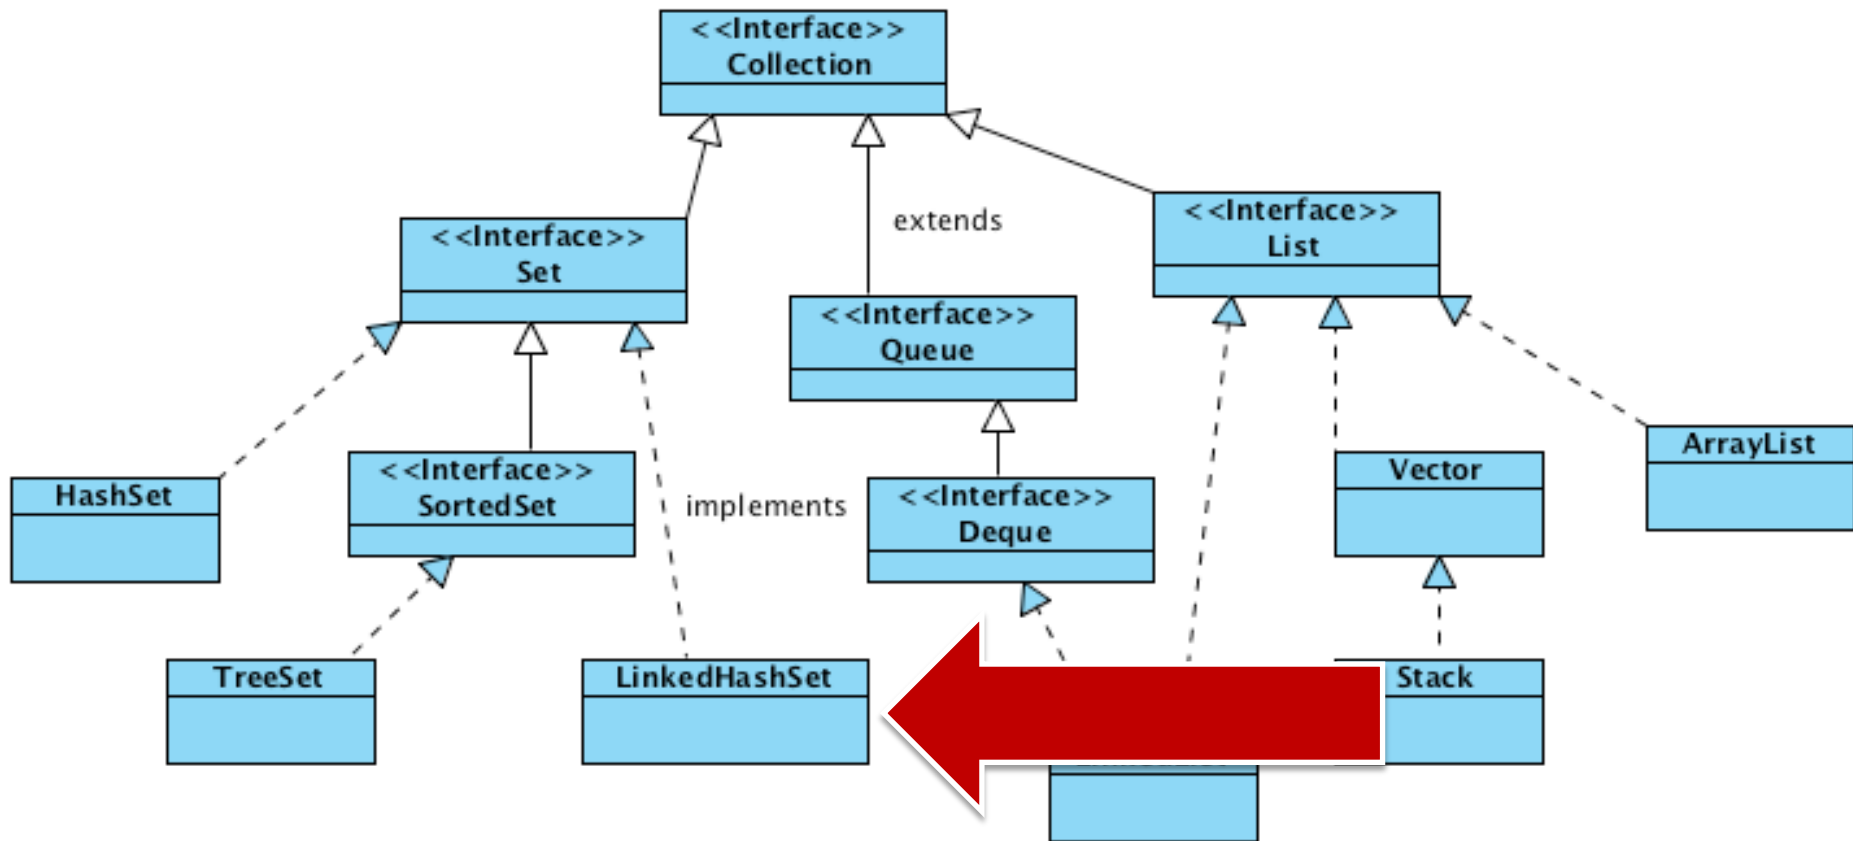 <<Interface>>
Collection
<<Interface>>
Set
extends
<<Interface>>
List
<<Interface>>
Queue
HashSet
<<Interface>>
SortedSet
implements
<<Interface>>
Deque
Vector
ArrayList
TreeSet
LinkedHashSet
Stack